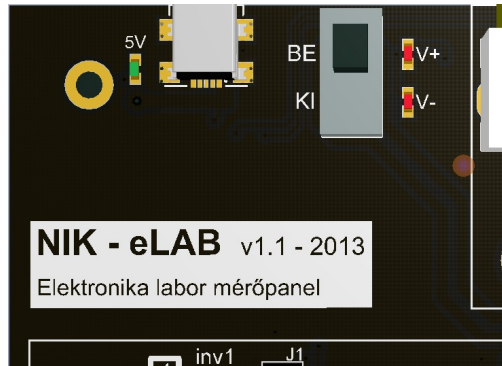 5V
BE
V+
KI
V-
NIK - eLAB v1.1 - 2013
Elektronika labor mérőpanel
inv1
J1